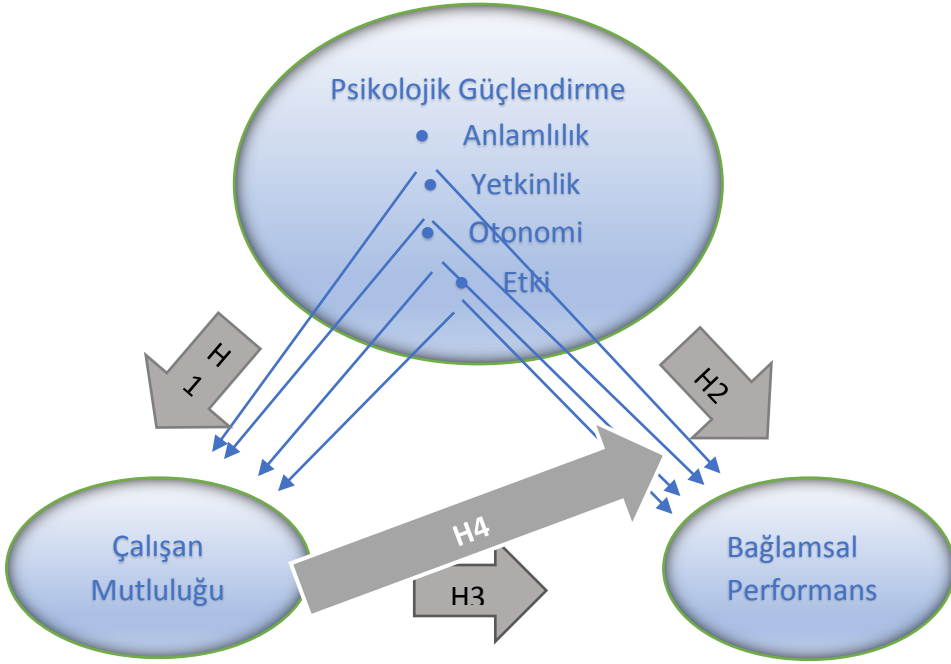 Psikolojik Güçlendirme
• Anlamlılık
• Yetkinlik
• Otonomi
• Etki
H
1
H2
H4
H3
Çalışan
Mutluluğu
Bağlamsal
Performans